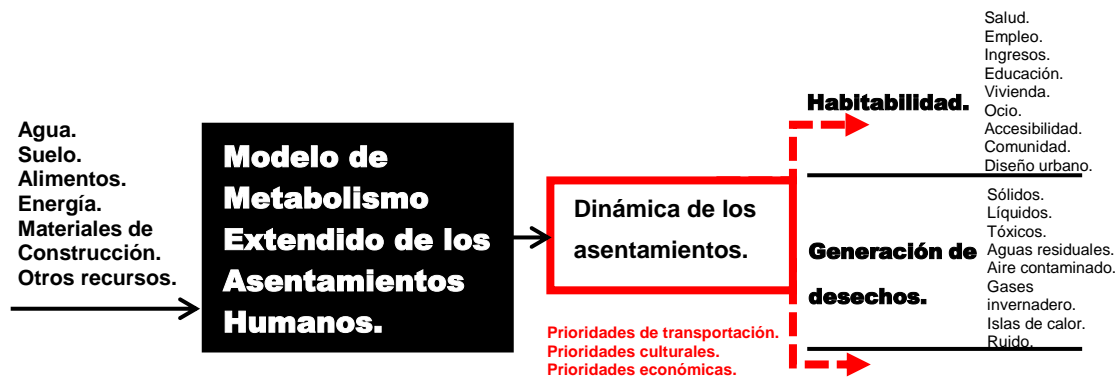 Agua.
Suelo.
Alimentos.
Energía.
Materiales de
Construcción.
Otros recursos.
Modelo de
Metabolismo
Extendido de los
Asentamientos
Humanos.
Dinámica de los
asentamientos.
Prioridades de transportación.
Prioridades culturales.
Prioridades económicas.
Habitabilidad.
Salud.
Empleo.
Ingresos.
Educación.
Vivienda.
Ocio.
Accesibilidad.
Comunidad.
Diseño urbano.
Generación de
desechos.
Sólidos.
Líquidos.
Tóxicos.
Aguas residuales.
Aire contaminado.
Gases
invernadero.
Islas de calor.
Ruido.